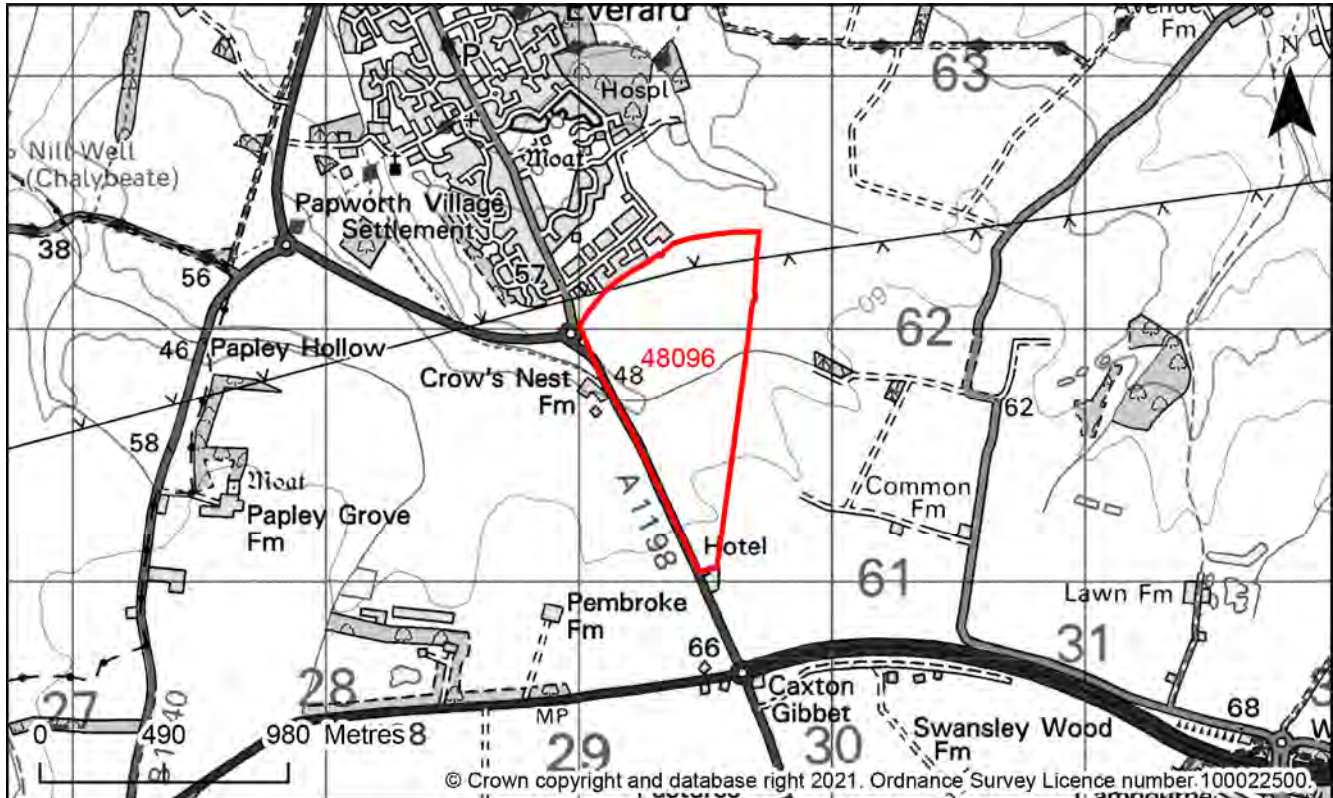 Everard
Avenue
Fm
63
N
P
Hospl
Nill Well
(Chalybeate)
Moat
Papworth Village
Settlement
38
56
57
60
62
46
Papley Hollow
48096
48
Crow's Nest
Fm
62
58
Moat
Papley Grove
Fm
A 1198
Common
Fm
Hotel
61
Pembroke
Fm
Lawn Fm
66
31
27
28
Caxton
Gibbet
68
MP
29
30
Swansley Wood
Fm
0 490 980 Metres
© Crown copyright and database right 2021. Ordnance Survey Licence number 100022500.